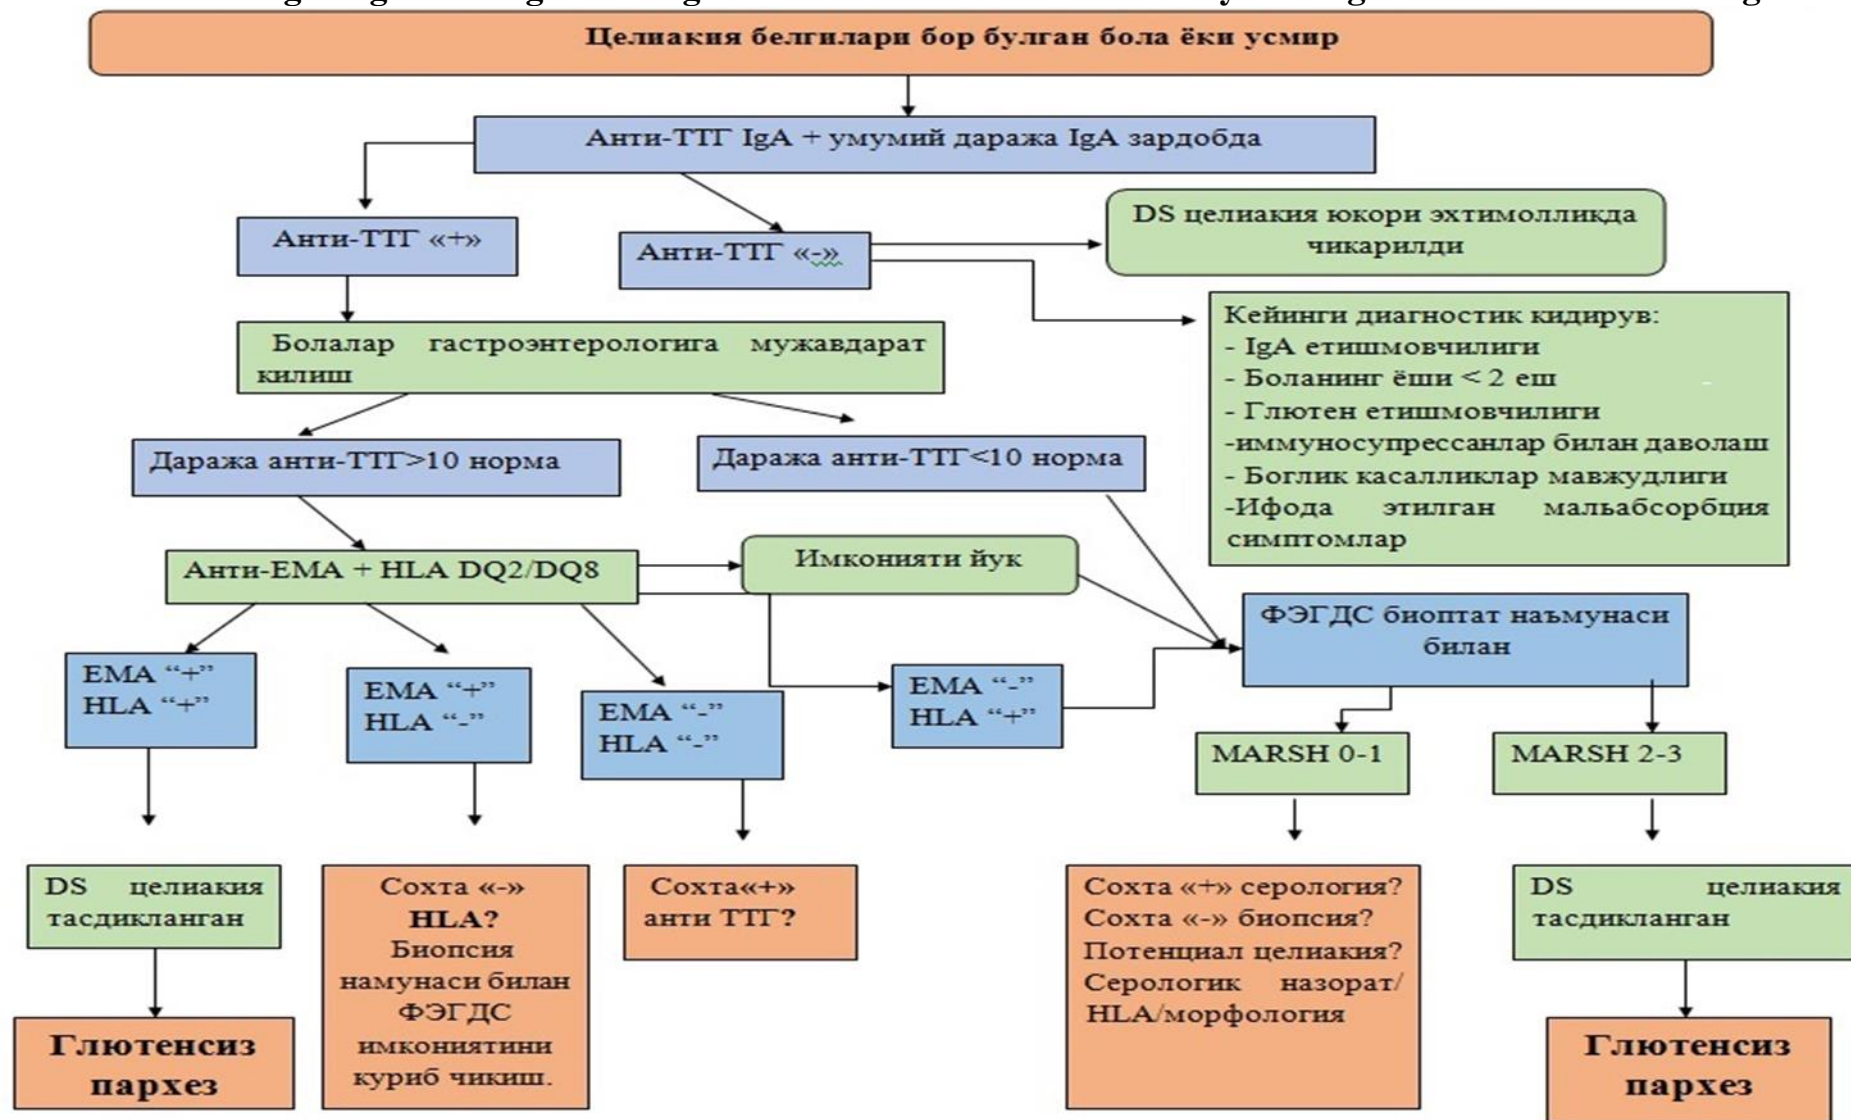 Целиакия белгилари бор булган бола ёки усмир
Анти-ТТГ IgA + умумий даража IgA зардобда
Анти-ТТГ «+»
Анти-ТТГ «-»
DS целиакия юкори эхтимолликда
чикарилди
Болалар гастроэнтерологига мужавдарат
килиш
Кейинги диагностик кидирув:
- IgA етишмовчилиги
- Боланинг ёши < 2 еш
- Глютен етишмовчилиги
-иммуносупрессанлар билан даволаш
- Боглик касалликлар мавжудлиги
-Ифода этилган мальабсорбция
симптомлар
Даража анти-ТТГ>10 норма
Даража анти-ТТГ<10 норма
Анти-EMA + HLA DQ2/DQ8
Имконияти йук
ФЭГДС биоптат наъмунаси
билан
EMA “+”
HLA “+”
EMA “+”
HLA “-”
EMA “-”
HLA “-”
EMA “-”
HLA “+”
MARSH 0-1
MARSH 2-3
DS целиакия
тасдикланган
Сохта «-»
HLA?
Биопсия
намунаси билан
ФЭГДС
имкониятини
куриб чикиш.
Сохта«+»
анти ТТГ?
Сохта «+» серология?
Сохта «-» биопсия?
Потенциал целиакия?
Серологик назорат/
HLA/морфология
DS целиакия
тасдикланган
Глютенсиз
пархез
Глютенсиз
пархез